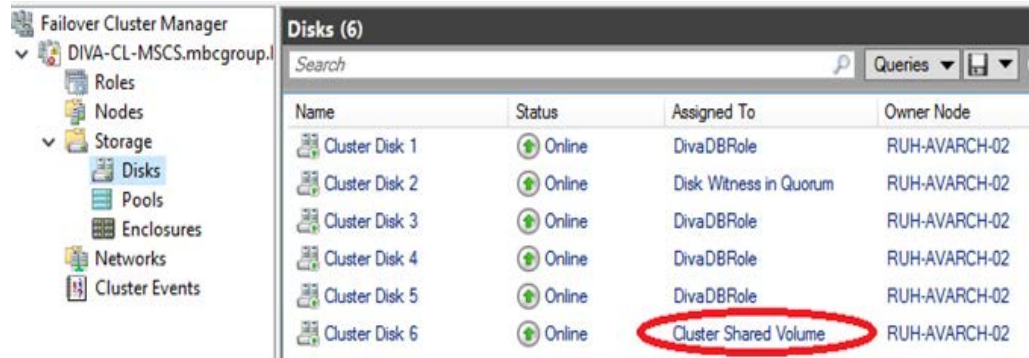 Failover Cluster Manager
DIVA-CL-MSCS.mbcgroup.l
Roles
Nodes
Storage
Disks
Pools
Enclosures
Networks
Cluster Events
Disks (6)
Search Queries
Name Status Assigned To Owner Node
Cluster Disk 1 Online DivaDBRole RUH-AVARCH-02
Cluster Disk 2 Online Disk Witness in Quorum RUH-AVARCH-02
Cluster Disk 3 Online DivaDBRole RUH-AVARCH-02
Cluster Disk 4 Online DivaDBRole RUH-AVARCH-02
Cluster Disk 5 Online DivaDBRole RUH-AVARCH-02
Cluster Disk 6 Online Cluster Shared Volume RUH-AVARCH-02